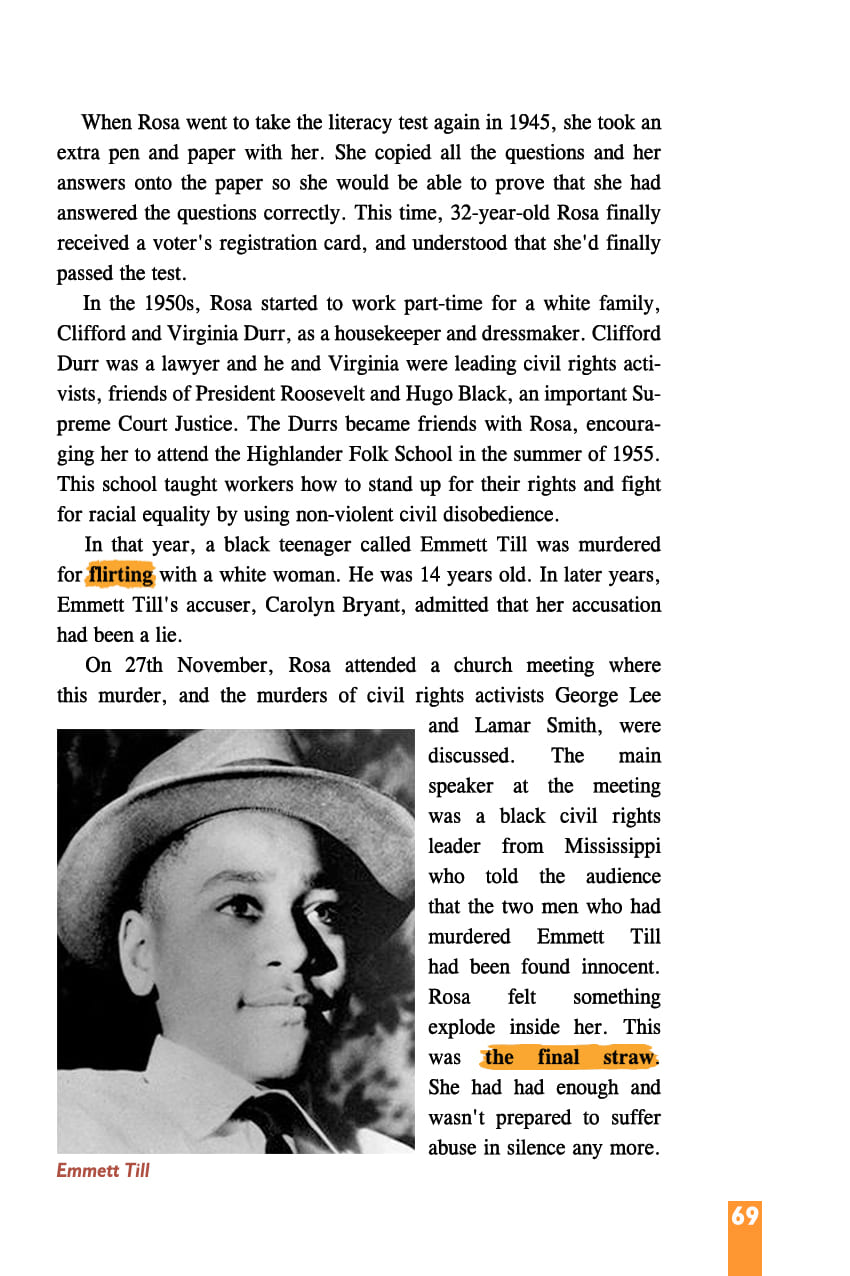 When Rosa went to take the literacy test again in 1945, she took an
extra pen and paper with her. She copied all the questions and her
answers onto the paper so she would be able to prove that she had
answered the questions correctly. This time, 32-year-old Rosa finally
received a voter's registration card, and understood that she'd finally
passed the test.
In the 1950s, Rosa started to work part-time for a white family,
Clifford and Virginia Durr, as a housekeeper and dressmaker. Clifford
Durr was a lawyer and he and Virginia were leading civil rights acti-
vists, friends of President Roosevelt and Hugo Black, an important Su-
preme Court Justice. The Durrs became friends with Rosa, encoura-
ging her to attend the Highlander Folk School in the summer of 1955.
This school taught workers how to stand up for their rights and fight
for racial equality by using non-violent civil disobedience.
In that year, a black teenager called Emmett Till was murdered
for flirting with a white woman. He was 14 years old. In later years,
Emmett Till's accuser, Carolyn Bryant, admitted that her accusation
had been a lie.
On 27th November, Rosa attended a church meeting where
this murder, and the murders of civil rights activists George Lee
and Lamar Smith, were
discussed. The main
speaker at the meeting
was a black civil rights
leader from Mississippi
who told the audience
that the two men who had
murdered Emmett Till
had been found innocent.
Rosa felt something
explode inside her. This
was the final straw.
She had had enough and
wasn't prepared to suffer
abuse in silence any more.
Emmett Till
69